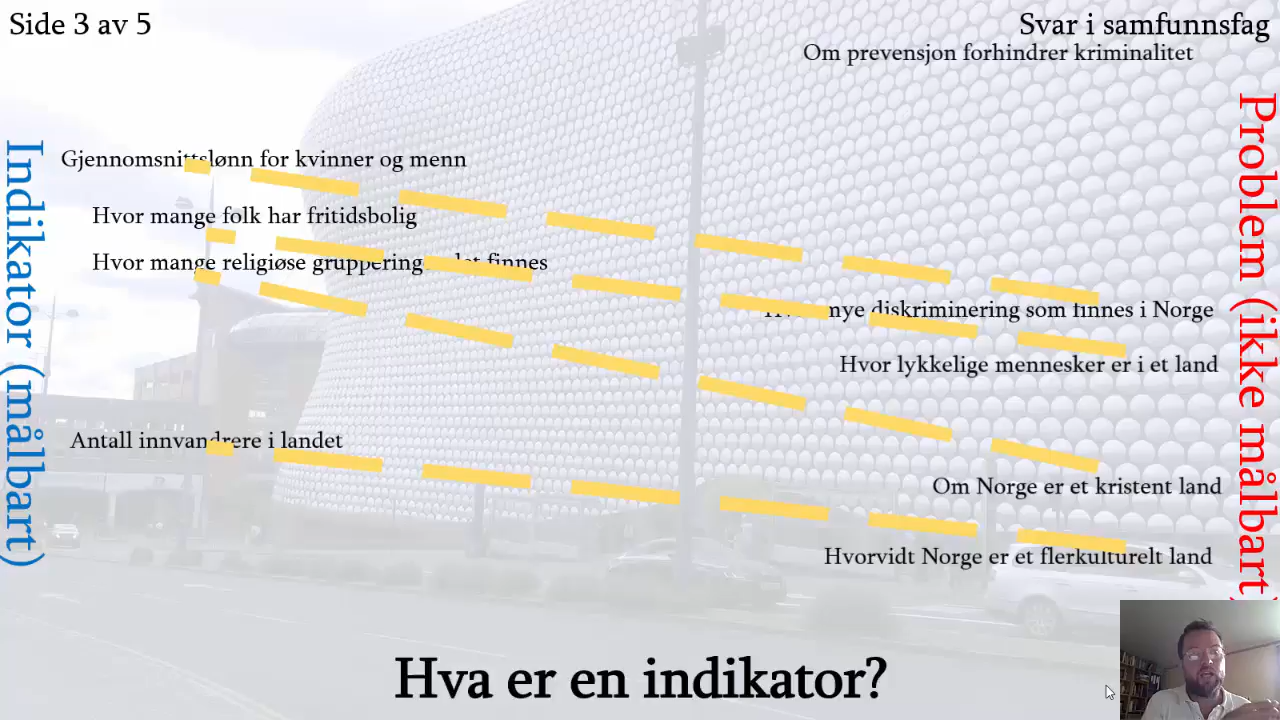 Side 3 av 5
Svar i samfunnsfag
Om prevensjon forhindrer kriminalitet
Indikator (målbart)
Problem (ikke målbart)
Gjennomsnittslønn for kvinner og menn
Hvor mange folk har fritidsbolig
Hvor mange religiøse grupperinger det finnes
mye diskriminering som finnes i Norge
Hvor lykkelige mennesker er i et land
Antall innvandrere i landet
Om Norge er et kristent land
Hvorvidt Norge er et flerkulturelt land
Hva er en indikator?